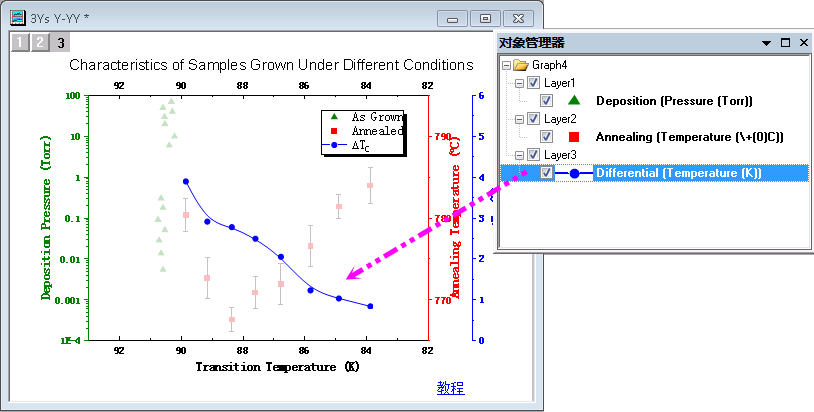 3Ys Y-YY *
1 2 3
Characteristics of Samples Grown Under Different Conditions
92 90 88 86 84 82
As Grown
Annealed
ΔTC
Deposition Pressure (Torr)
100
10
1
0.1
0.01
0.001
1E-4
790
780
770
Annealing Temperature (°C)
6
5
4
3
2
1
0
92 90 88 86 84 82
Transition Temperature (K)
教程
对象管理器
Graph4
Layer1
Deposition (Pressure (Torr))
Layer2
Annealing (Temperature (\+(O)C))
Layer3
Differential (Temperature (K))